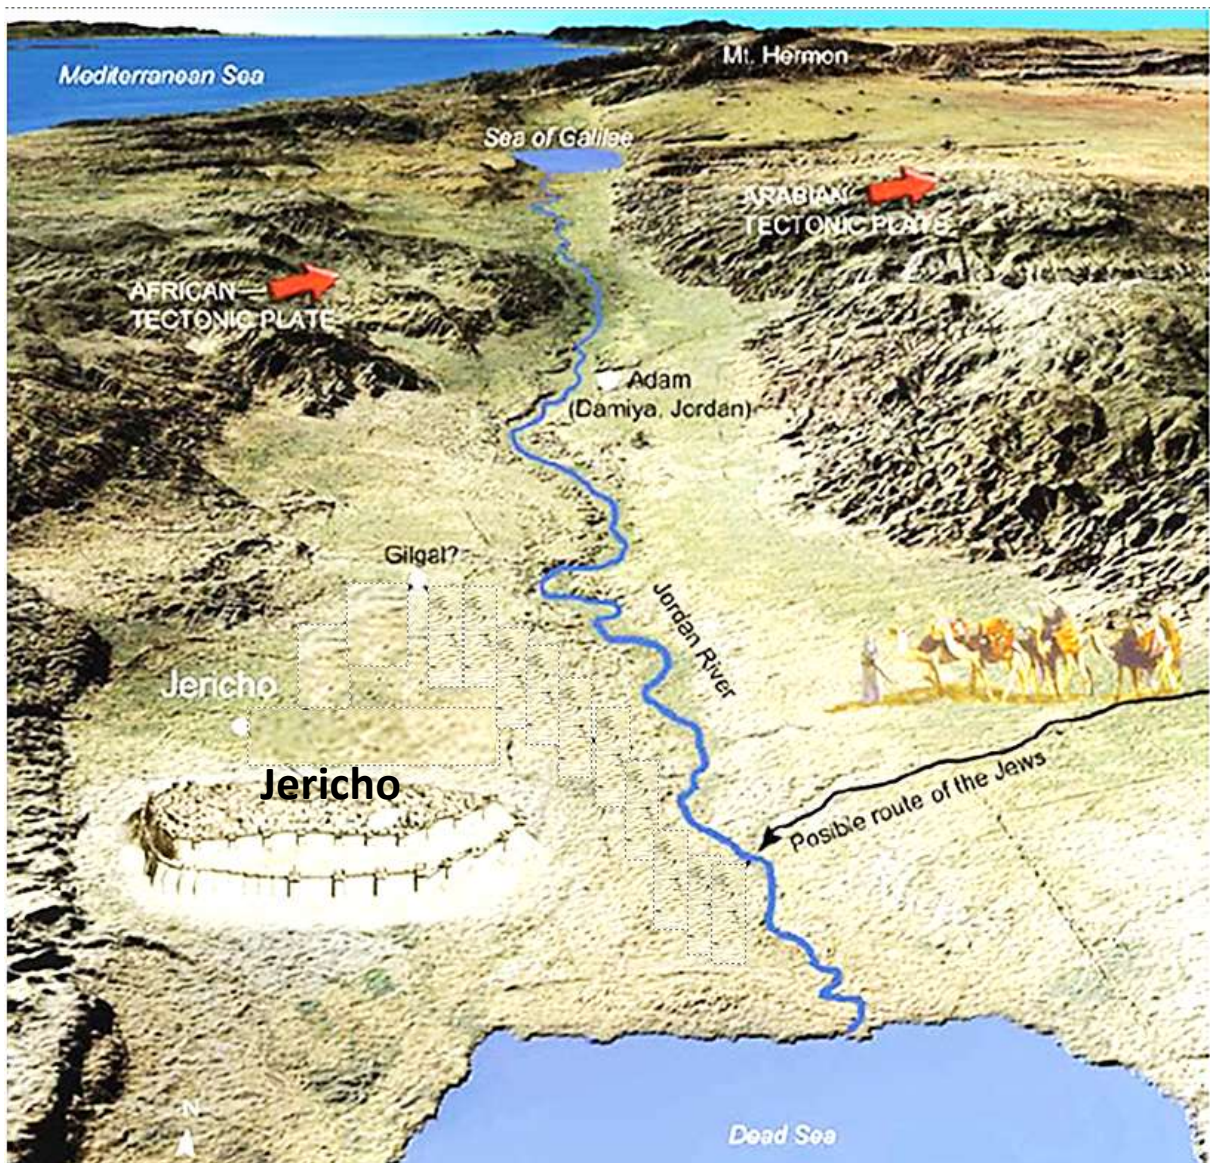 Mediterranean Sea
Mt. Hermon
Sea of Galilee
ARABIAN
TECTONIC PLATE
AFRICAN
TECTONIC PLATE
Adam
(Damiya, Jordan)
Gilgal?
Jordan River
Jericho
Jericho
Posible route of the Jews
N
Dead Sea